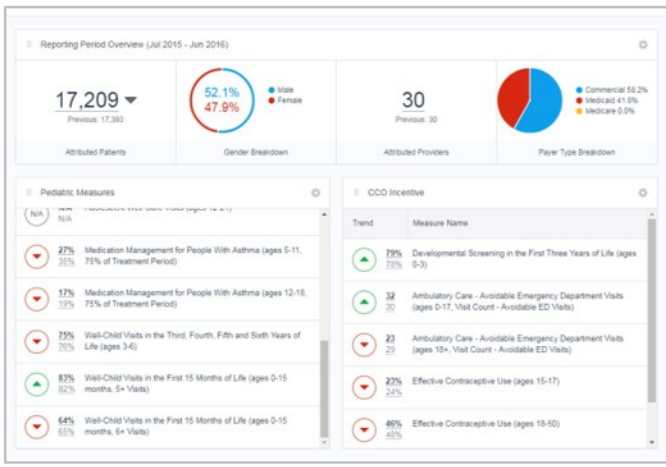 Reporting Period Overview (Jul 2015 - Jun 2016)
17,209
Previous: 17,393
Attributed Patients
52.1%
47.9%
Male
Female
Gender Breakdown
30
Previous: 30
Attributed Providers
Commercial 58.2%
Medicaid 41.8%
Medicare 0.0%
Payer Type Breakdown
Pediatric Measures
N/A
N/A
27%
35%
Medication Management for People With Asthma (ages 5-11,
75% of Treatment Period)
17%
19%
Medication Management for People With Asthma (ages 12-18,
75% of Treatment Period)
75%
76%
Well-Child Visits in the Third, Fourth, Fifth and Sixth Years of
Life (ages 3-6)
83%
82%
Well-Child Visits in the First 15 Months of Life (ages 0-15
months, 5+ Visits)
64%
65%
Well-Child Visits in the First 15 Months of Life (ages 0-15
months, 6+ Visits)
CCO Incentive
Trend
Measure Name
79%
78%
Developmental Screening in the First Three Years of Life (ages
0-3)
32
30
Ambulatory Care - Avoidable Emergency Department Visits
(ages 0-17, Visit Count - Avoidable ED Visits)
23
29
Ambulatory Care - Avoidable Emergency Department Visits
(ages 18+, Visit Count - Avoidable ED Visits)
23%
24%
Effective Contraceptive Use (ages 15-17)
46%
48%
Effective Contraceptive Use (ages 18-50)